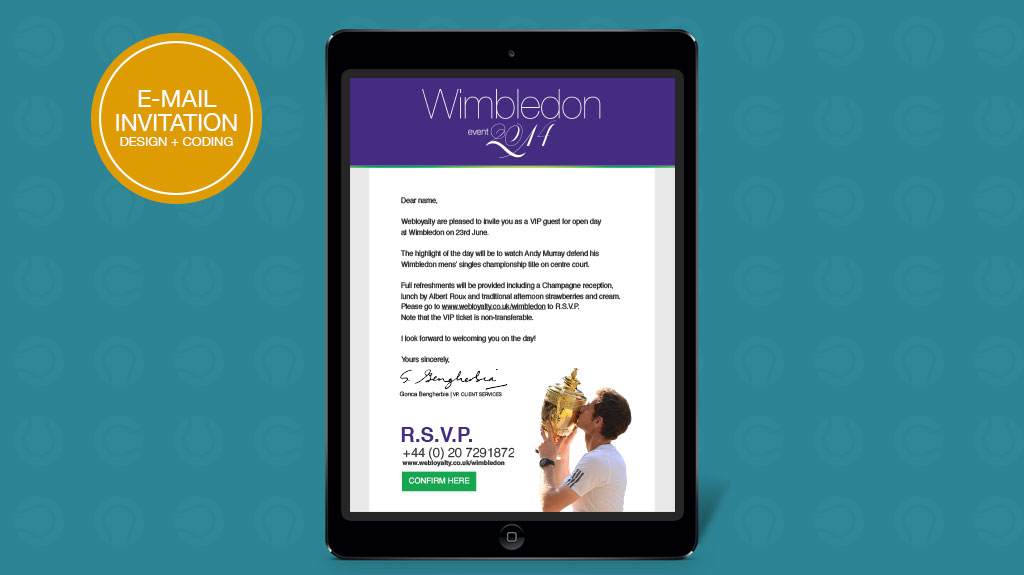 E-MAIL
INVITATION
DESIGN + CODING
Wimbledon
event 2014
Dear name,
Webloyalty are pleased to invite you as a VIP guest for open day
at Wimbledon on 23rd June.
The highlight of the day will be to watch Andy Murray defend his
Wimbledon mens' singles championship title on centre court.
Full refreshments will be provided including a Champagne reception,
lunch by Albert Roux and traditional afternoon strawberries and cream.
Please go to www.webloyalty.co.uk/wimbledon to R.S.V.P.
Note that the VIP ticket is non-transferable.
I look forward to welcoming you on the day!
Yours sincerely,
S. Bengherbia
Gonca Bengherbia | VP, CLIENT SERVICES
R.S.V.P.
+44 (0) 20 7291872
www.webloyalty.co.uk/wimbledon
CONFIRM HERE